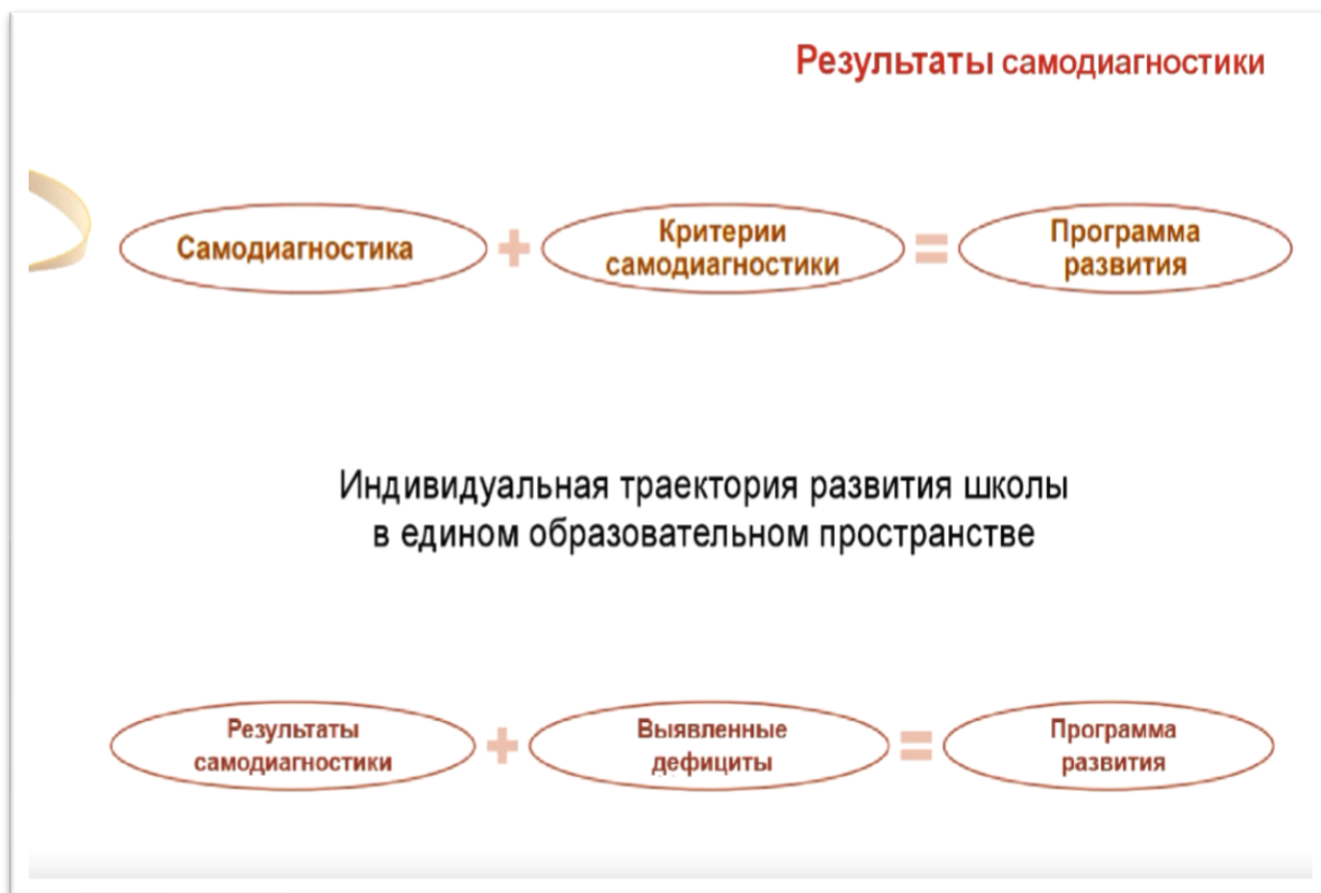 Результаты самодиагностики
Самодиагностика + Критерии самодиагностики = Программа развития
Индивидуальная траектория развития школы
в едином образовательном пространстве
Результаты самодиагностики + Выявленные дефициты = Программа развития